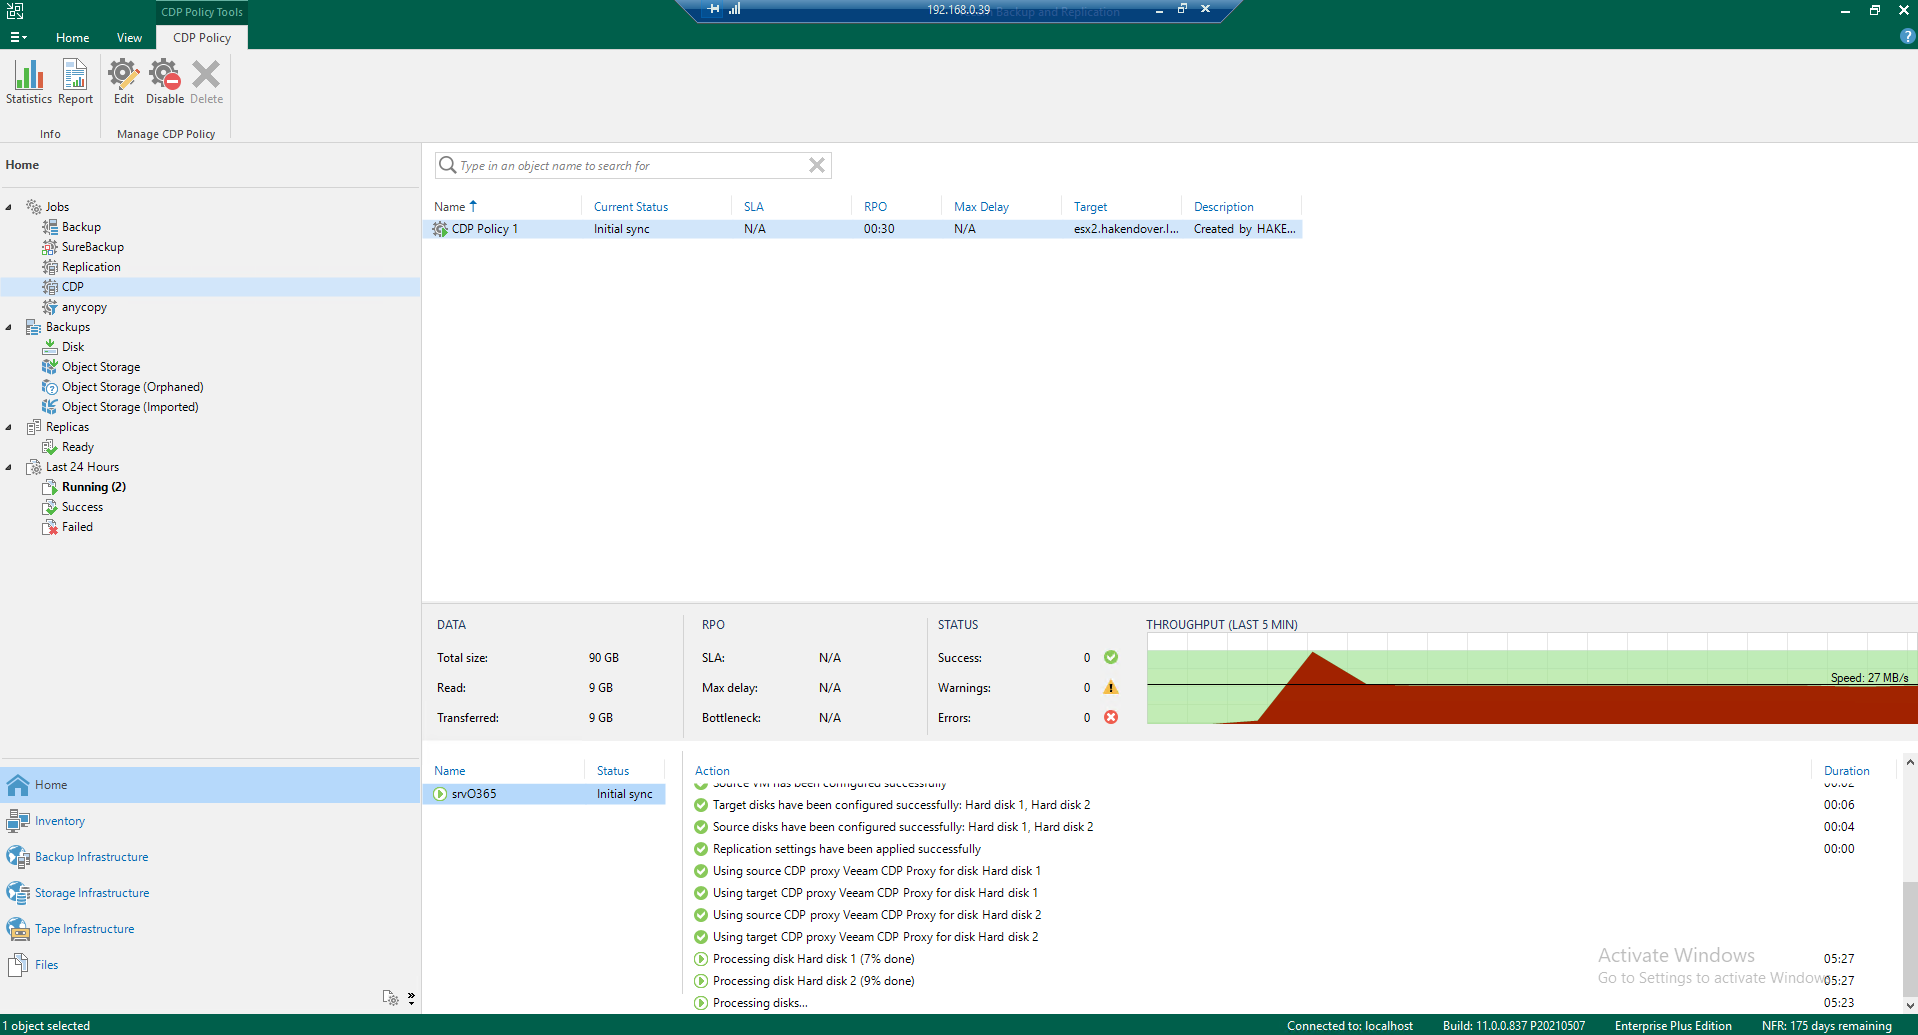 CDP Policy Tools
192.168.0.39
Backup and Replication
Home View CDP Policy
Statistics Report Edit Disable Delete
Info Manage CDP Policy
Home
Type in an object name to search for
Jobs
Backup
SureBackup
Replication
CDP
anycopy
Backups
Disk
Object Storage
Object Storage (Orphaned)
Object Storage (Imported)
Replicas
Ready
Last 24 Hours
Running (2)
Success
Failed
Name Current Status SLA RPO Max Delay Target Description
CDP Policy 1 Initial sync N/A 00:30 N/A esx2.hakendover.l... Created by HAKE...
DATA
Total size: 90 GB
Read: 9 GB
Transferred: 9 GB
RPO
SLA: N/A
Max delay: N/A
Bottleneck: N/A
STATUS
Success: 0
Warnings: 0
Errors: 0
THROUGHPUT (LAST 5 MIN)
Speed: 27 MB/s
Home
Inventory
Backup Infrastructure
Storage Infrastructure
Tape Infrastructure
Files
Name Status
srvO365 Initial sync
Action Duration
Source VM has been configured successfully 00:02
Target disks have been configured successfully: Hard disk 1, Hard disk 2 00:06
Source disks have been configured successfully: Hard disk 1, Hard disk 2 00:04
Replication settings have been applied successfully 00:00
Using source CDP proxy Veeam CDP Proxy for disk Hard disk 1
Using target CDP proxy Veeam CDP Proxy for disk Hard disk 1
Using source CDP proxy Veeam CDP Proxy for disk Hard disk 2
Using target CDP proxy Veeam CDP Proxy for disk Hard disk 2
Processing disk Hard disk 1 (7% done) 05:27
Processing disk Hard disk 2 (9% done) 05:27
Processing disks... 05:23
Activate Windows
Go to Settings to activate Windows
1 object selected
Connected to: localhost Build: 11.0.0.837 P20210507 Enterprise Plus Edition NFR: 175 days remaining